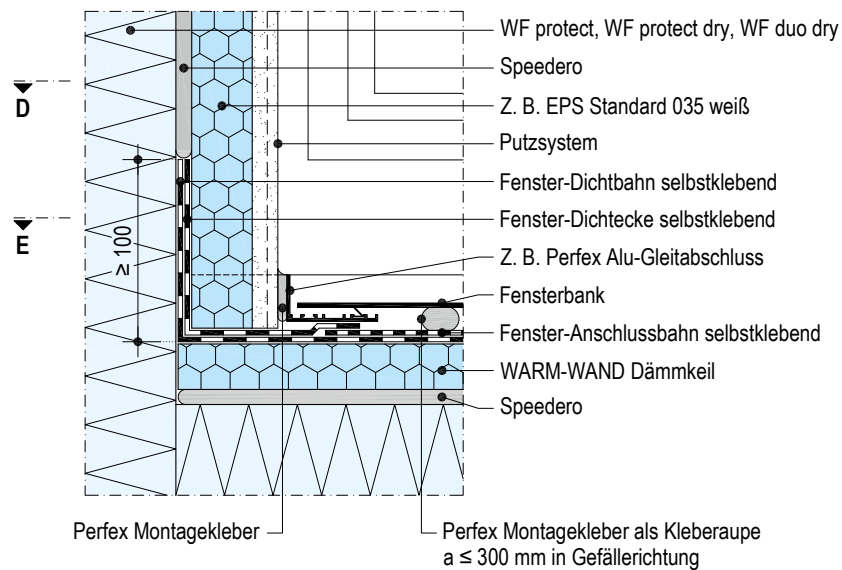 WF protect, WF protect dry, WF duo dry
Speedero
Z. B. EPS Standard 035 weiß
Putzsystem
Fenster-Dichtbahn selbstklebend
Fenster-Dichtecke selbstklebend
Z. B. Perfex Alu-Gleitabschluss
Fensterbank
Fenster-Anschlussbahn selbstklebend
WARM-WAND Dämmkeil
Speedero
D
E
≥ 100
Perfex Montagekleber
Perfex Montagekleber als Kleberaupe
a ≤ 300 mm in Gefällerichtung